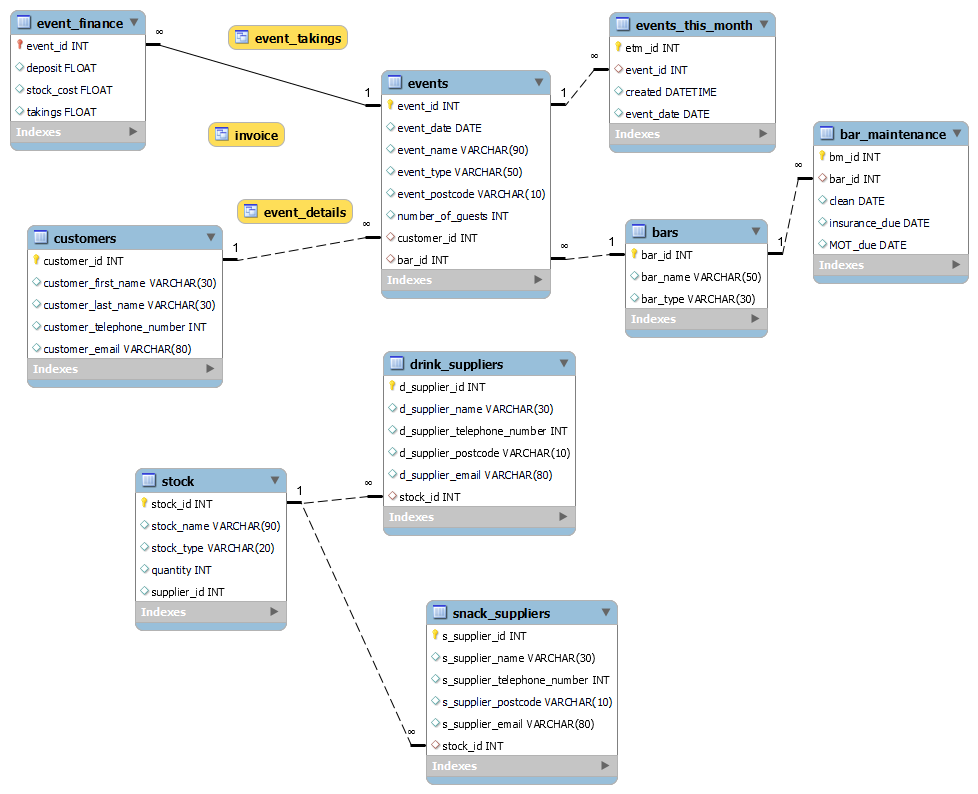 event_finance
event_id INT
deposit FLOAT
stock_cost FLOAT
takings FLOAT
Indexes
∞
event_takings
invoice
event_details
1
events
event_id INT
event_date DATE
event_name VARCHAR(90)
event_type VARCHAR(50)
event_postcode VARCHAR(10)
number_of_guests INT
customer_id INT
bar_id INT
Indexes
1
∞
events_this_month
etm_id INT
event_id INT
created DATETIME
event_date DATE
Indexes
∞
bar_maintenance
bm_id INT
bar_id INT
clean DATE
insurance_due DATE
MOT_due DATE
Indexes
customers
customer_id INT
customer_first_name VARCHAR(30)
customer_last_name VARCHAR(30)
customer_telephone_number INT
customer_email VARCHAR(80)
Indexes
1
∞
∞
1
bars
bar_id INT
bar_name VARCHAR(50)
bar_type VARCHAR(30)
Indexes
1
drink_suppliers
d_supplier_id INT
d_supplier_name VARCHAR(30)
d_supplier_telephone_number INT
d_supplier_postcode VARCHAR(10)
d_supplier_email VARCHAR(80)
stock_id INT
Indexes
stock
stock_id INT
stock_name VARCHAR(90)
stock_type VARCHAR(20)
quantity INT
supplier_id INT
Indexes
1
∞
snack_suppliers
s_supplier_id INT
s_supplier_name VARCHAR(30)
s_supplier_telephone_number INT
s_supplier_postcode VARCHAR(10)
s_supplier_email VARCHAR(80)
stock_id INT
Indexes
∞